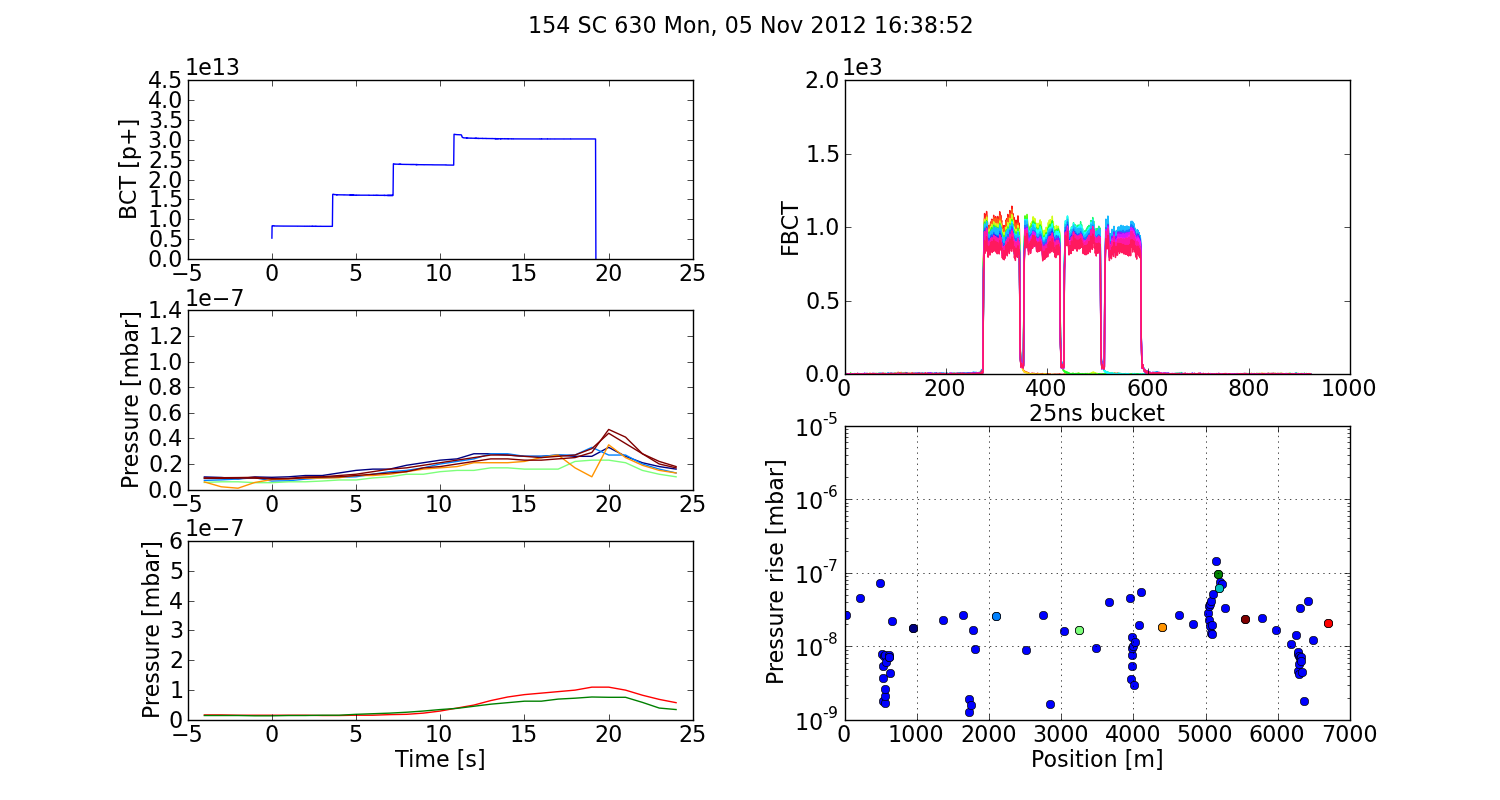 154 SC 630 Mon, 05 Nov 2012 16:38:52
1e13
4.5
4.0
3.5
3.0
2.5
2.0
1.5
1.0
0.5
0.0
BCT [p+]
−5 0 5 10 15 20 25
1e−7
1.4
1.2
1.0
0.8
0.6
0.4
0.2
0.0
Pressure [mbar]
−5 0 5 10 15 20 25
1e−7
6
5
4
3
2
1
0
Pressure [mbar]
−5 0 5 10 15 20 25
Time [s]
1e3
2.0
1.5
1.0
0.5
0.0
FBCT
0 200 400 600 800 1000
25ns bucket
10^-5
10^-6
10^-7
10^-8
10^-9
Pressure rise [mbar]
0 1000 2000 3000 4000 5000 6000 7000
Position [m]